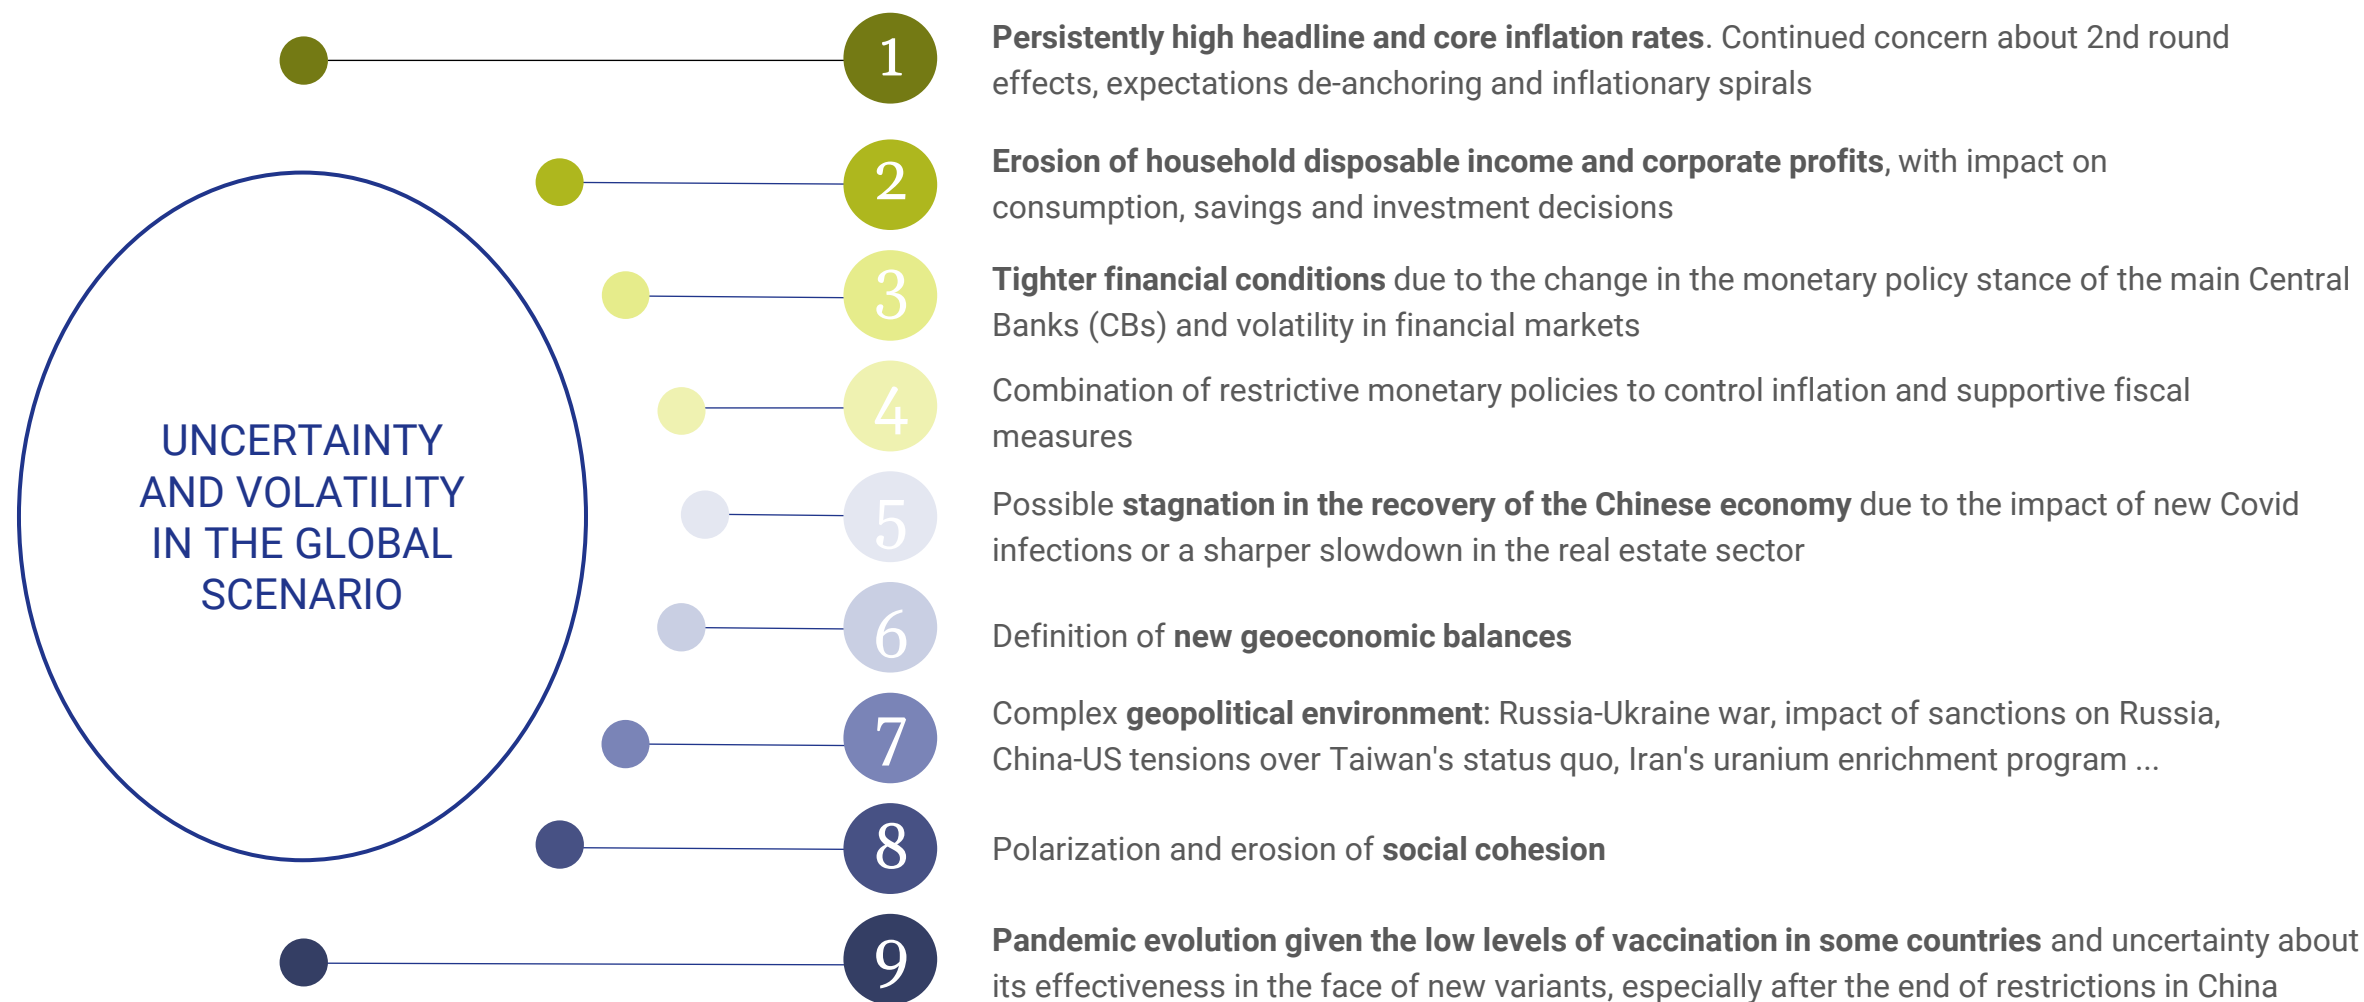 UNCERTAINTY
AND VOLATILITY
IN THE GLOBAL
SCENARIO
1
Persistently high headline and core inflation rates. Continued concern about 2nd round
effects, expectations de-anchoring and inflationary spirals
2
Erosion of household disposable income and corporate profits, with impact on
consumption, savings and investment decisions
3
Tighter financial conditions due to the change in the monetary policy stance of the main Central
Banks (CBs) and volatility in financial markets
4
Combination of restrictive monetary policies to control inflation and supportive fiscal
measures
5
Possible stagnation in the recovery of the Chinese economy due to the impact of new Covid
infections or a sharper slowdown in the real estate sector
6
Definition of new geoeconomic balances
7
Complex geopolitical environment: Russia-Ukraine war, impact of sanctions on Russia,
China-US tensions over Taiwan's status quo, Iran's uranium enrichment program ...
8
Polarization and erosion of social cohesion
9
Pandemic evolution given the low levels of vaccination in some countries and uncertainty about
its effectiveness in the face of new variants, especially after the end of restrictions in China